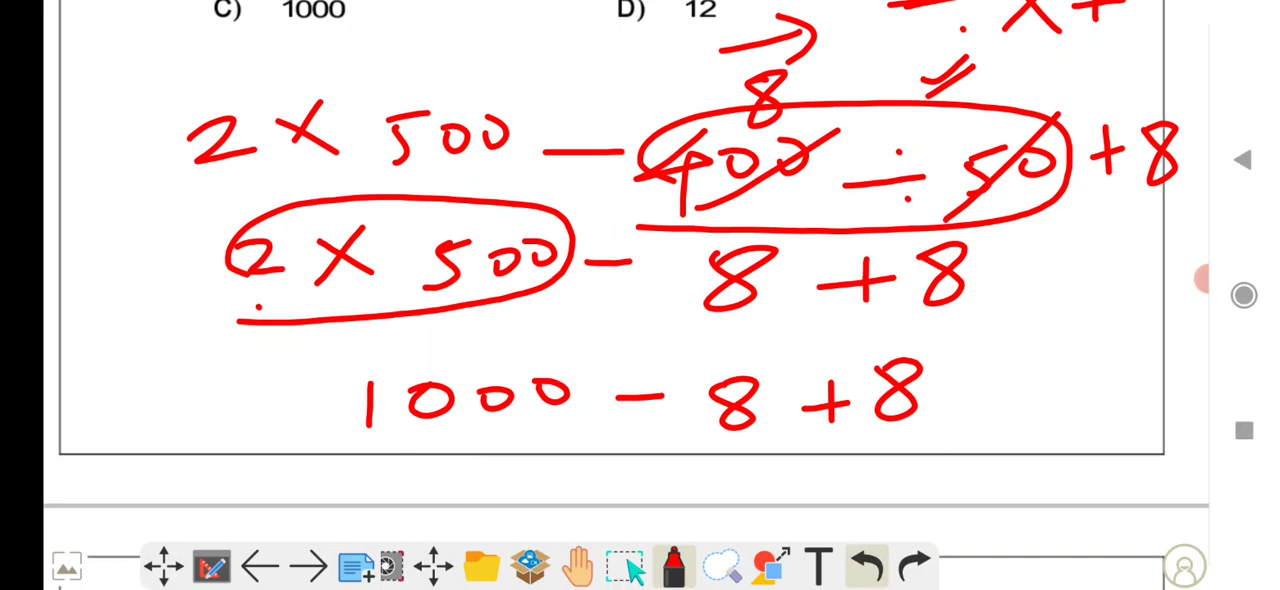 C) 1000 D) 12
÷ × +
8
2 × 500 — 400 ÷ 50 + 8
2 × 500 - 8 + 8
1000 - 8 + 8
T